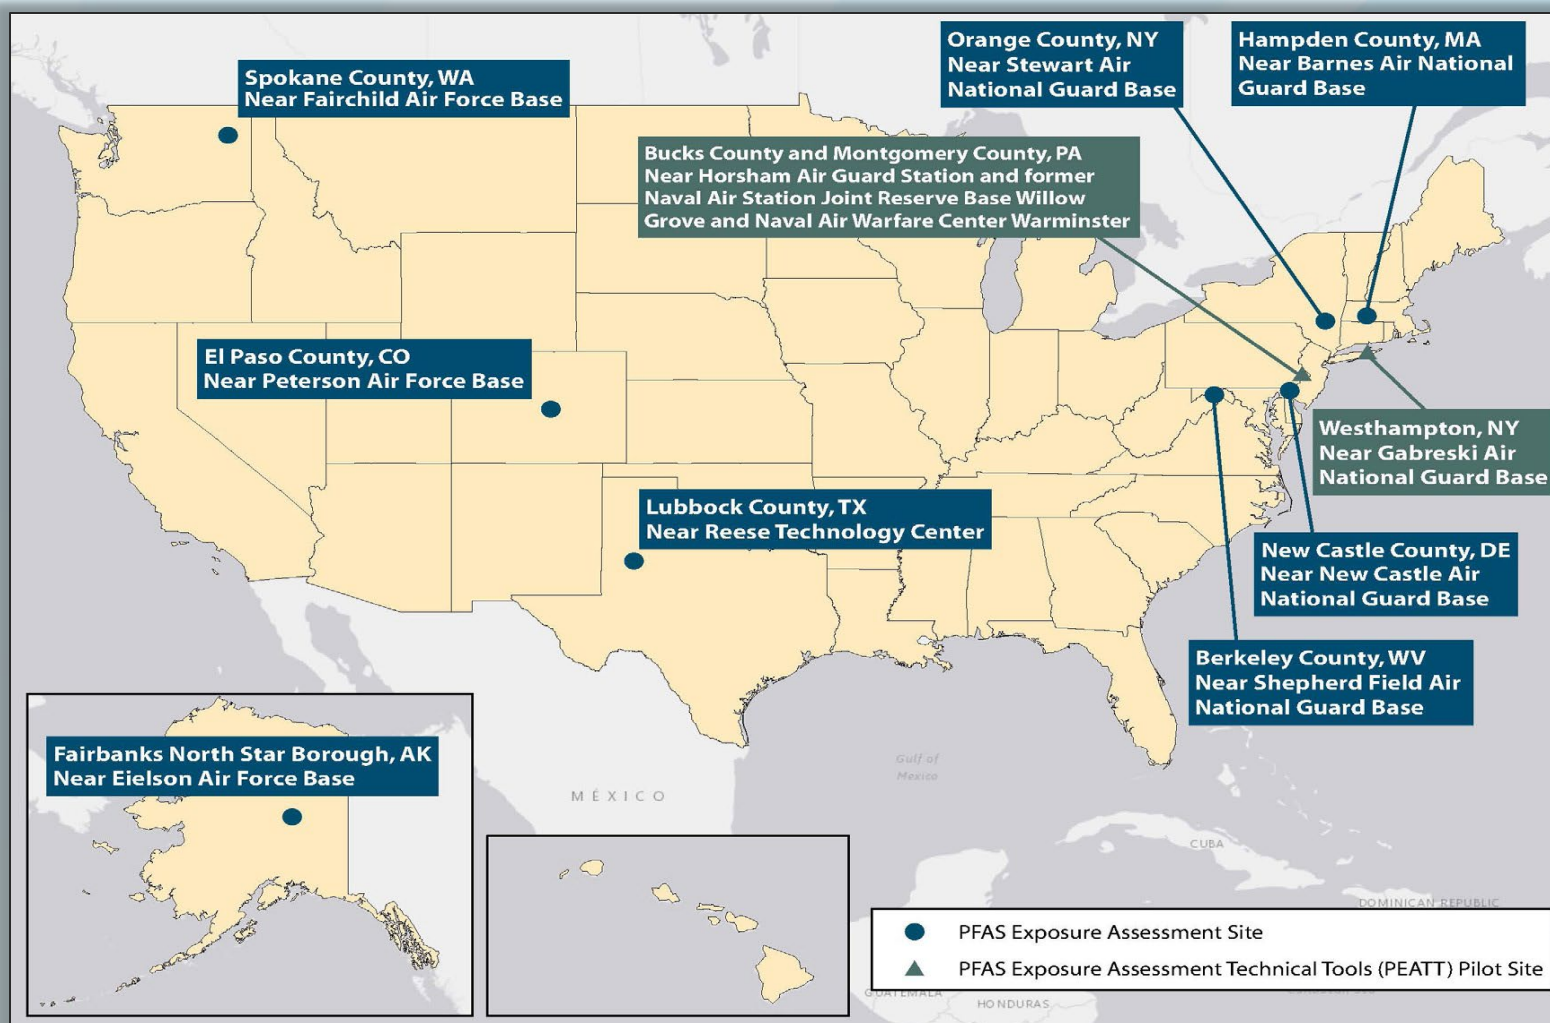 Spokane County, WA
Near Fairchild Air Force Base
Orange County, NY
Near Stewart Air
National Guard Base
Hampden County, MA
Near Barnes Air National
Guard Base
Bucks County and Montgomery County, PA
Near Horsham Air Guard Station and former
Naval Air Station Joint Reserve Base Willow
Grove and Naval Air Warfare Center Warminster
El Paso County, CO
Near Peterson Air Force Base
Westhampton, NY
Near Gabreski Air
National Guard Base
Lubbock County, TX
Near Reese Technology Center
New Castle County, DE
Near New Castle Air
National Guard Base
Berkeley County, WV
Near Shepherd Field Air
National Guard Base
Fairbanks North Star Borough, AK
Near Eielson Air Force Base
Gulf of
Mexico
MÉXICO
CUBA
DOMINICAN REPUBLIC
PFAS Exposure Assessment Site
PFAS Exposure Assessment Technical Tools (PEATT) Pilot Site
GUATEMALA
HONDURAS